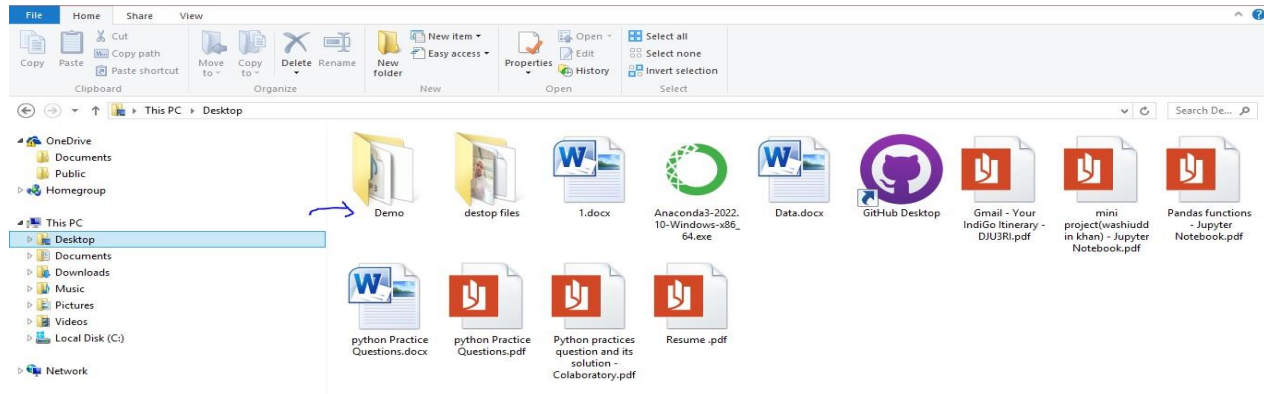 File Home Share View
Copy
Paste
Cut
Copy path
Paste shortcut
Move to
Copy to
Delete
Rename
New folder
New item
Easy access
Properties
Open
Edit
History
Select all
Select none
Invert selection
Clipboard
Organize
New
Open
Select
This PC Desktop
Search De...
OneDrive
Documents
Public
Homegroup
This PC
Desktop
Documents
Downloads
Music
Pictures
Videos
Local Disk (C:)
Network
Demo
destop files
1.docx
Anaconda3-2022.
10-Windows-x86_
64.exe
Data.docx
GitHub Desktop
Gmail - Your
IndiGo Itinerary -
DJU3RI.pdf
mini
project(washiudd
in khan) - Jupyter
Notebook.pdf
Pandas functions
- Jupyter
Notebook.pdf
python Practice
Questions.docx
python Practice
Questions.pdf
Python practices
question and its
solution -
Colaboratory.pdf
Resume .pdf